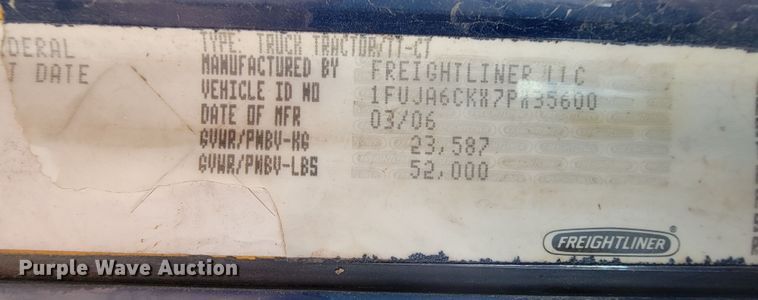 DERAL
T DATE
TYPE: TRUCK TRACTOR/TT-CT
MANUFACTURED BY FREIGHTLINER LLC
VEHICLE ID NO 1FUJA6CKX7PX35600
DATE OF MFR 03/06
GVWR/PNBV-KG 23,587
GVWR/PNBV-LBS 52,000
FREIGHTLINER
Purple Wave Auction